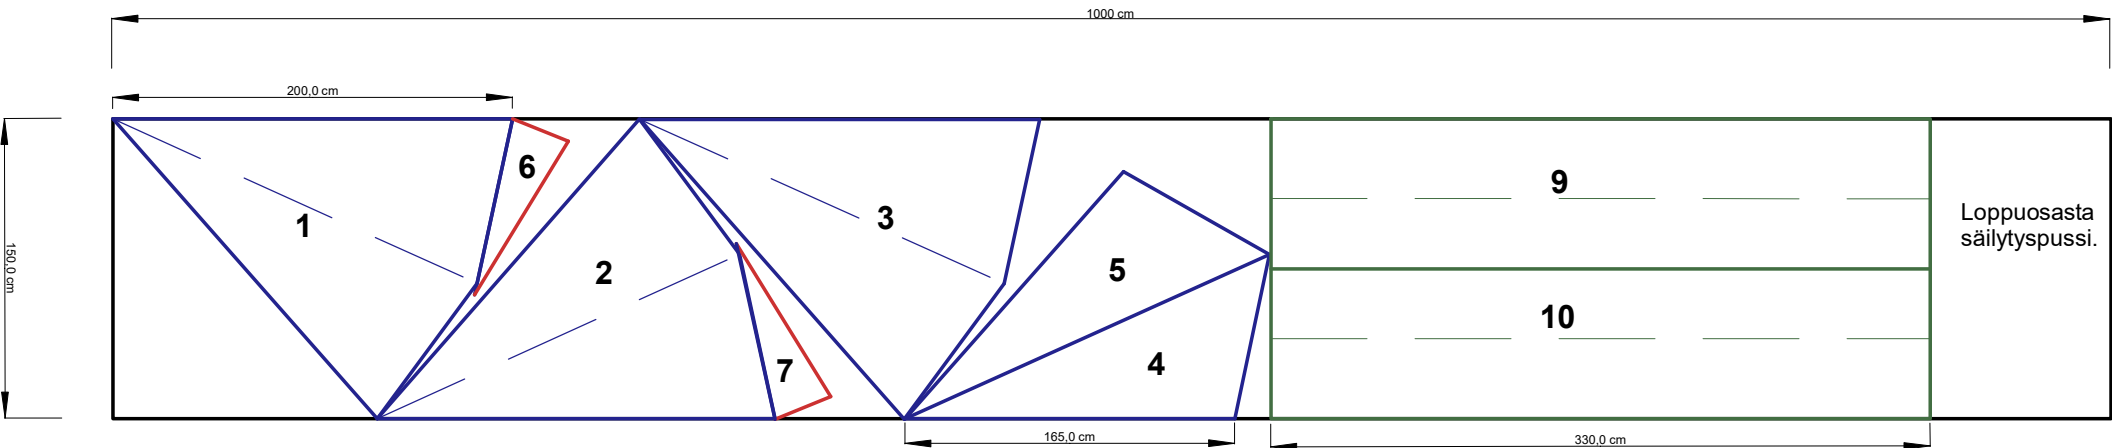 1000 cm
200,0 cm
150,0 cm
6
1
2
7
3
5
4
9
10
Loppuosasta
säilytyspussi.
165,0 cm
330,0 cm